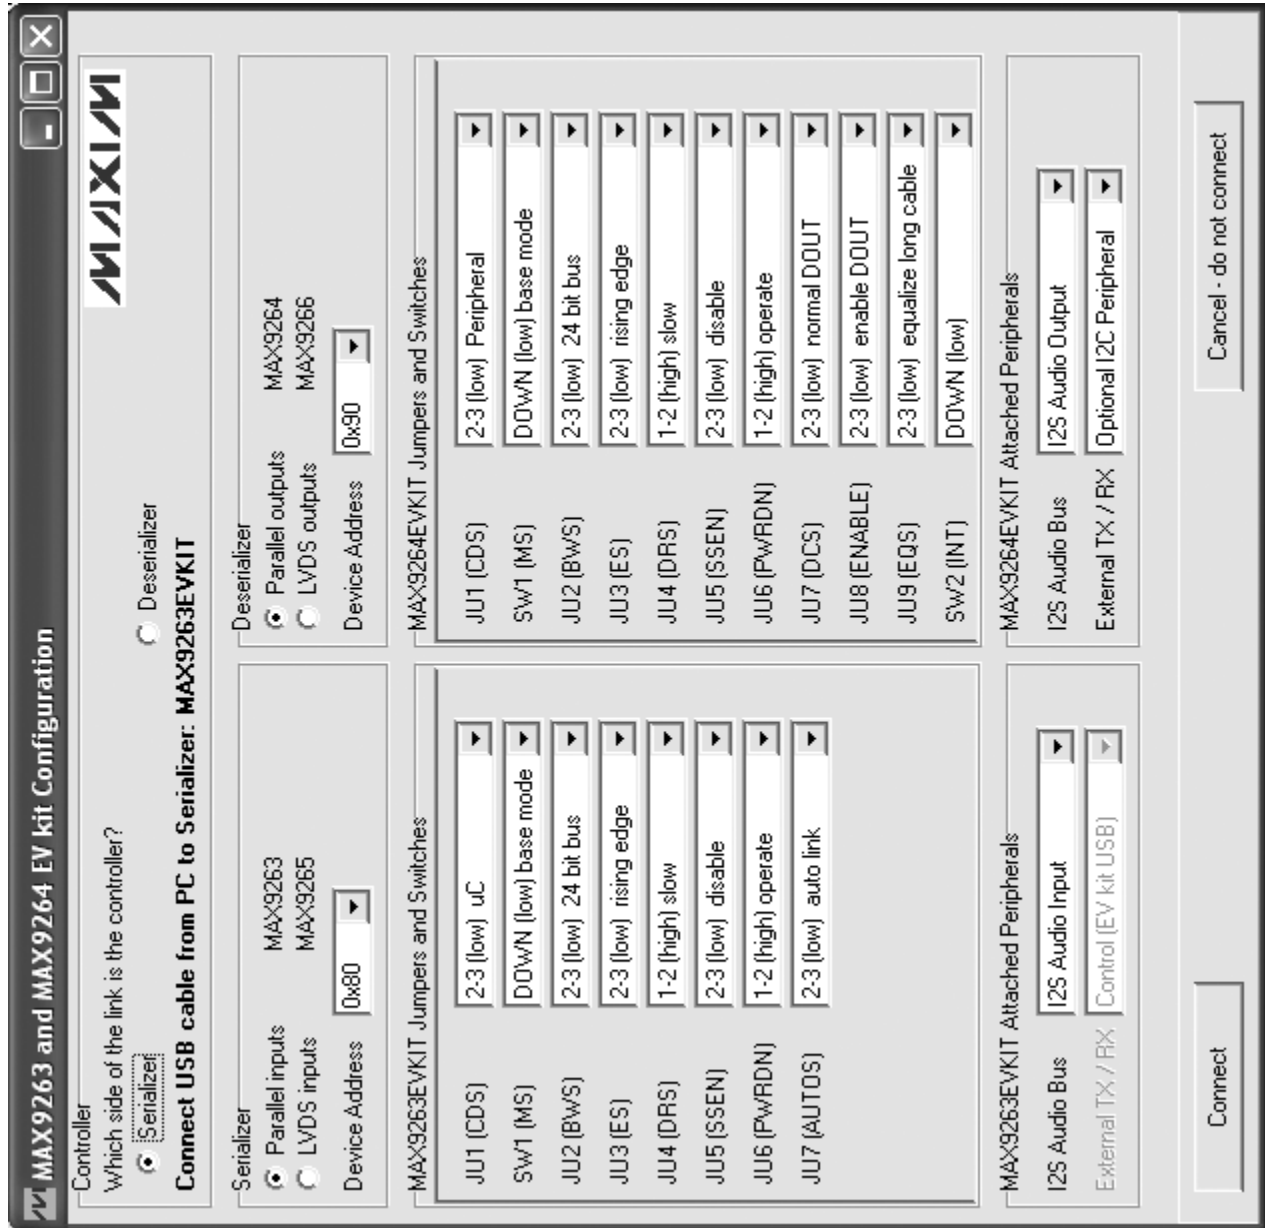 MAX9263 and MAX9264 EV kit Configuration
Controller
Which side of the link is the controller?
Serializer
Deserializer
Connect USB cable from PC to Serializer: MAX9263EVKIT
MAXIM
Serializer
Parallel inputs MAX9263
LVDS inputs MAX9265
Device Address 0x80
MAX9263EVKIT Jumpers and Switches
JU1 (CDS) 2-3 (low) uC
SW1 (MS) DOWN (low) base mode
JU2 (BWS) 2-3 (low) 24 bit bus
JU3 (ES) 2-3 (low) rising edge
JU4 (DRS) 1-2 (high) slow
JU5 (SSEN) 2-3 (low) disable
JU6 (PWRDN) 1-2 (high) operate
JU7 (AUTOS) 2-3 (low) auto link
MAX9263EVKIT Attached Peripherals
I2S Audio Bus I2S Audio Input
External TX / RX Control (EV kit USB)
Deserializer
Parallel outputs MAX9264
LVDS outputs MAX9266
Device Address 0x90
MAX9264EVKIT Jumpers and Switches
JU1 (CDS) 2-3 (low) Peripheral
SW1 (MS) DOWN (low) base mode
JU2 (BWS) 2-3 (low) 24 bit bus
JU3 (ES) 2-3 (low) rising edge
JU4 (DRS) 1-2 (high) slow
JU5 (SSEN) 2-3 (low) disable
JU6 (PWRDN) 1-2 (high) operate
JU7 (DCS) 2-3 (low) normal DOUT
JU8 (ENABLE) 2-3 (low) enable DOUT
JU9 (EQS) 2-3 (low) equalize long cable
SW2 (INT) DOWN (low)
MAX9264EVKIT Attached Peripherals
I2S Audio Bus I2S Audio Output
External TX / RX Optional I2C Peripheral
Connect
Cancel - do not connect